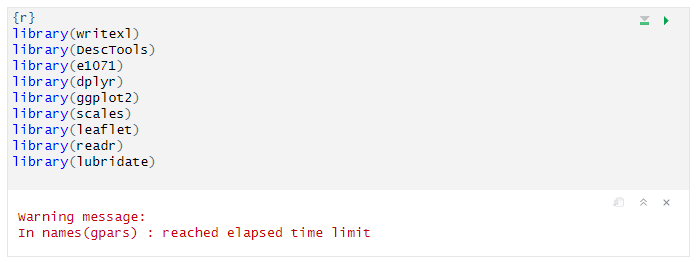 {r}
library(writexl)
library(DescTools)
library(e1071)
library(dplyr)
library(ggplot2)
library(scales)
library(leaflet)
library(readr)
library(lubridate)
Warning message:
In names(gpars) : reached elapsed time limit